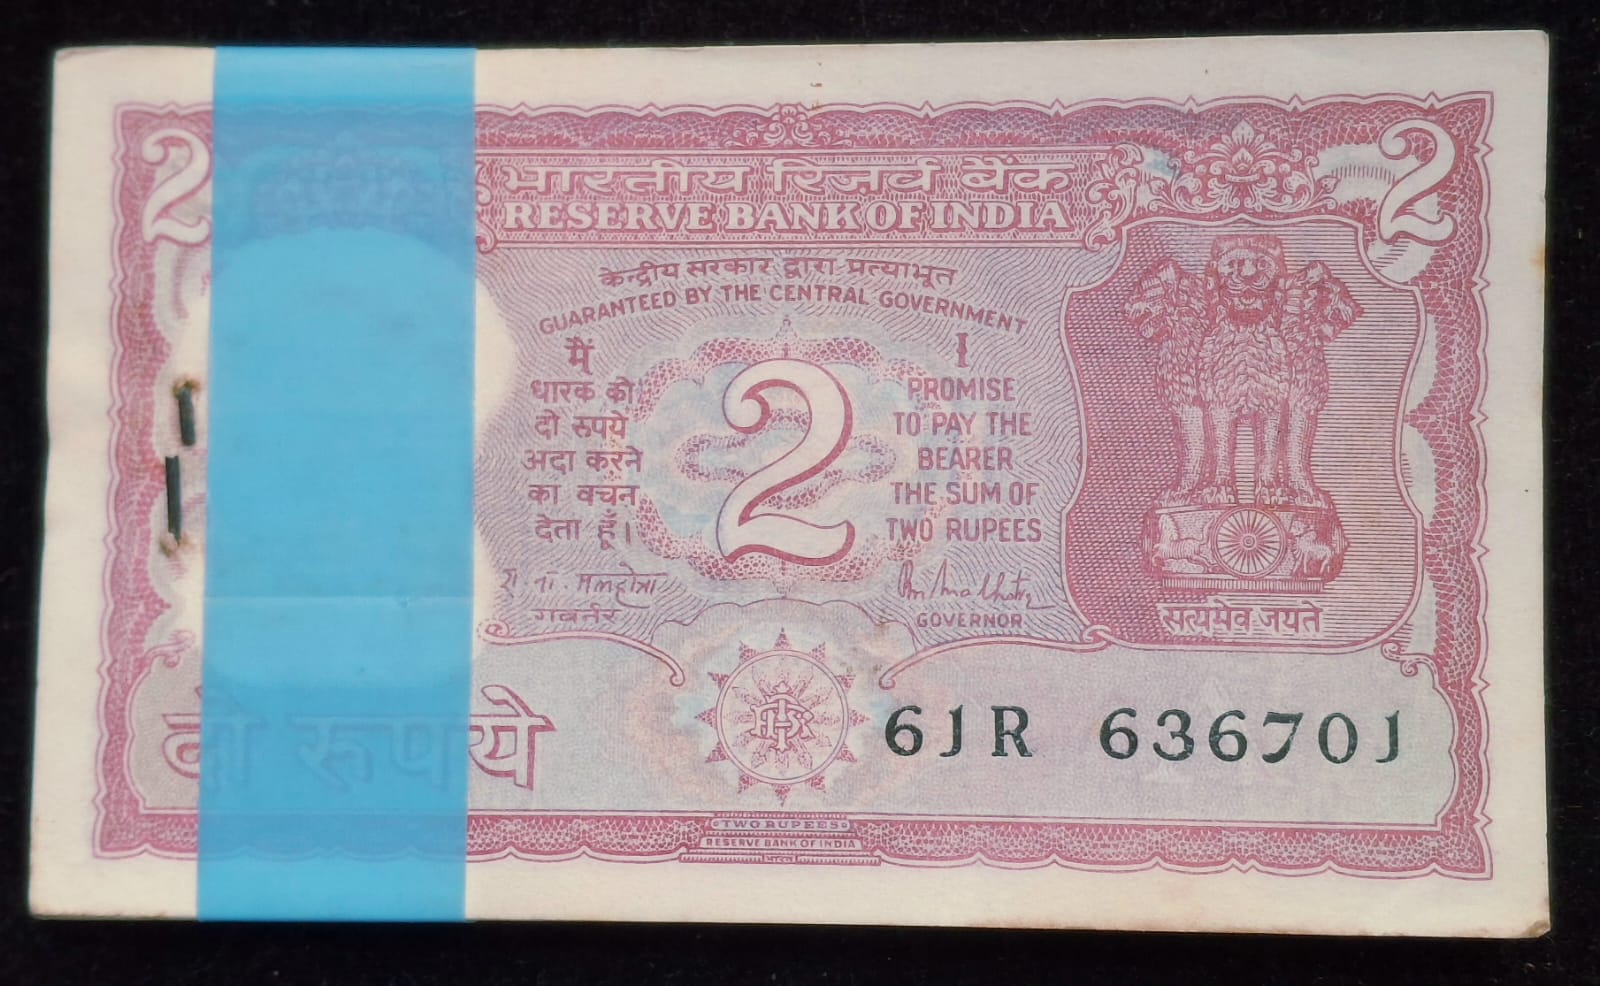 2 2
भारतीय रिज़र्व बैंक
RESERVE BANK OF INDIA
केन्द्रीय सरकार द्वारा प्रत्याभूत
GUARANTEED BY THE CENTRAL GOVERNMENT
मैं
धारक को
दो रुपये
अदा करने
का वचन
देता हूँ।
2
I
PROMISE
TO PAY THE
BEARER
THE SUM OF
TWO RUPEES
गवर्नर
GOVERNOR
सत्यमेव जयते
दो रुपये
6JR 636701
TWO RUPEES
RESERVE BANK OF INDIA